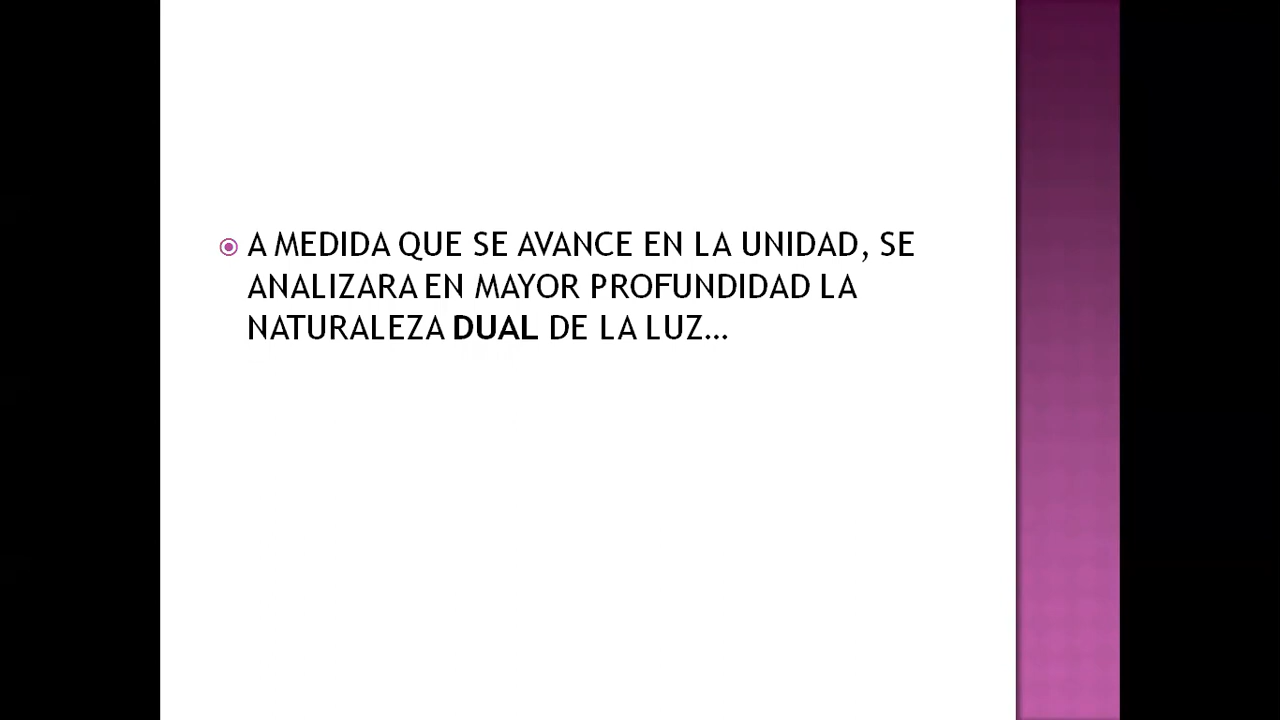 A MEDIDA QUE SE AVANCE EN LA UNIDAD, SE
ANALIZARA EN MAYOR PROFUNDIDAD LA
NATURALEZA DUAL DE LA LUZ…